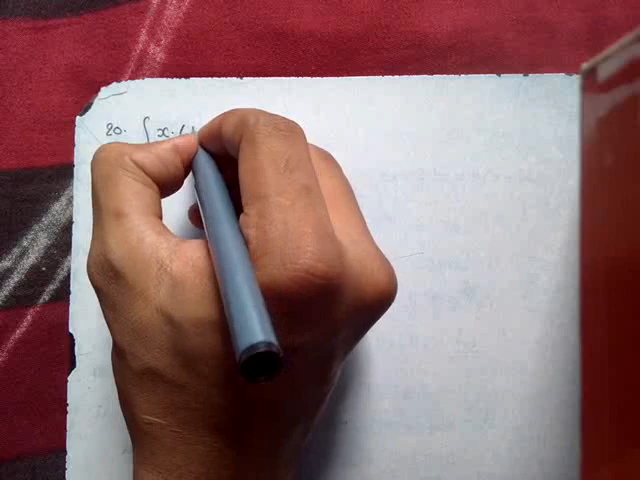 20. ∫ x. (